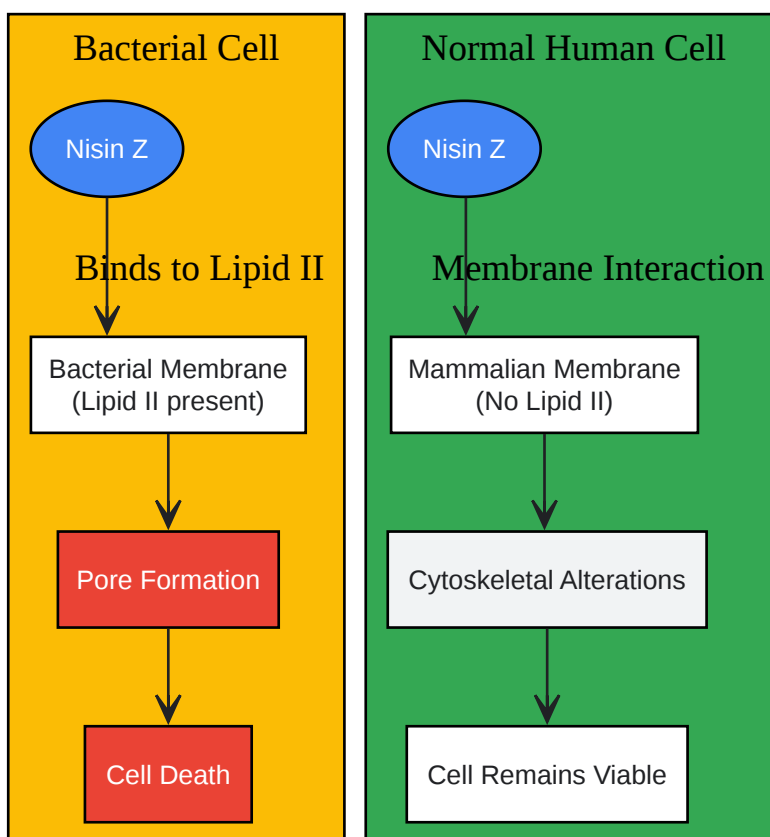 Bacterial Cell
Nisin Z
Binds to Lipid II
Bacterial Membrane
(Lipid II present)
Pore Formation
Cell Death
Normal Human Cell
Nisin Z
Membrane Interaction
Mammalian Membrane
(No Lipid II)
Cytoskeletal Alterations
Cell Remains Viable